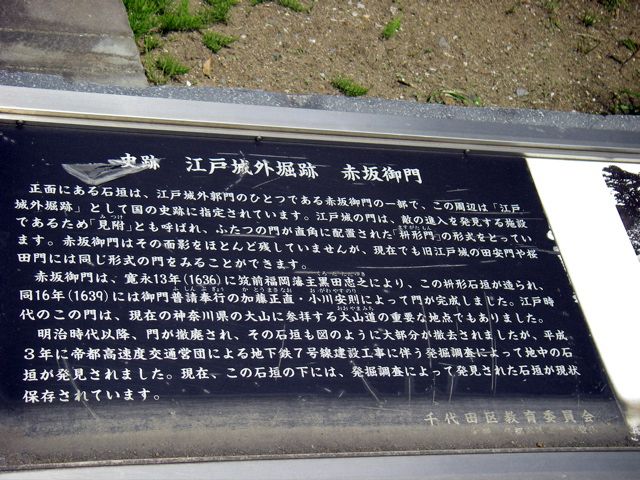 史跡 江戸城外堀跡 赤坂御門
正面にある石垣は、江戸城外郭門のひとつである赤坂御門の一部で、この周辺は「江戸
城外堀跡」として国の史跡に指定されています。江戸城の門は、敵の進入を発見する施設
であるため「見附」とも呼ばれ、ふたつの門が直角に配置された「枡形門」の形式をとってい
ます。赤坂御門はその面影をほとんど残していませんが、現在でも旧江戸城の田安門や桜
田門には同じ形式の門をみることができます。
赤坂御門は、寛永13年(1636)に筑前福岡藩主黒田忠之により、この枡形石垣が造られ、
同16年(1639)には御門普請奉行の加藤正直・小川安則によって門が完成しました。江戸時
代のこの門は、現在の神奈川県の大山に参拝する大山道の重要な地点でもありました。
明治時代以降、門が撤廃され、その石垣も図のように大部分が撤去されましたが、平成
3年に帝都高速度交通営団による地下鉄7号線建設工事に伴う発掘調査によって地中の石
垣が発見されました。現在、この石垣の下には、発掘調査によって発見された石垣が現状
保存されています。
千代田区教育委員会